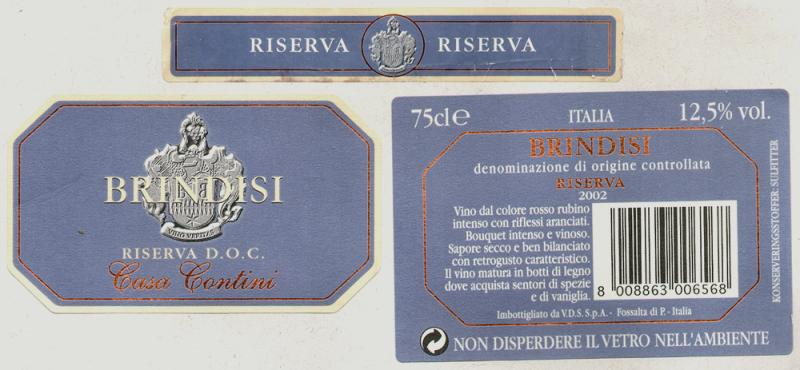 RISERVA RISERVA
BRINDISI
VINO VERITAS
RISERVA D.O.C.
Casa Contini
75cl e ITALIA 12,5% vol.
BRINDISI
denominazione di origine controllata
RISERVA
2002
Vino dal colore rosso rubino
intenso con riflessi aranciati.
Bouquet intenso e vinoso.
Sapore secco e ben bilanciato
con retrogusto caratteristico.
Il vino matura in botti di legno
dove acquista sentori di spezie
e di vaniglia.
8 008863 006568
Imbottigliato da V.D.S. S.p.A. - Fossalta di P. - Italia
NON DISPERDERE IL VETRO NELL'AMBIENTE
KONSERVERINGSSTOFFER: SULFITTER